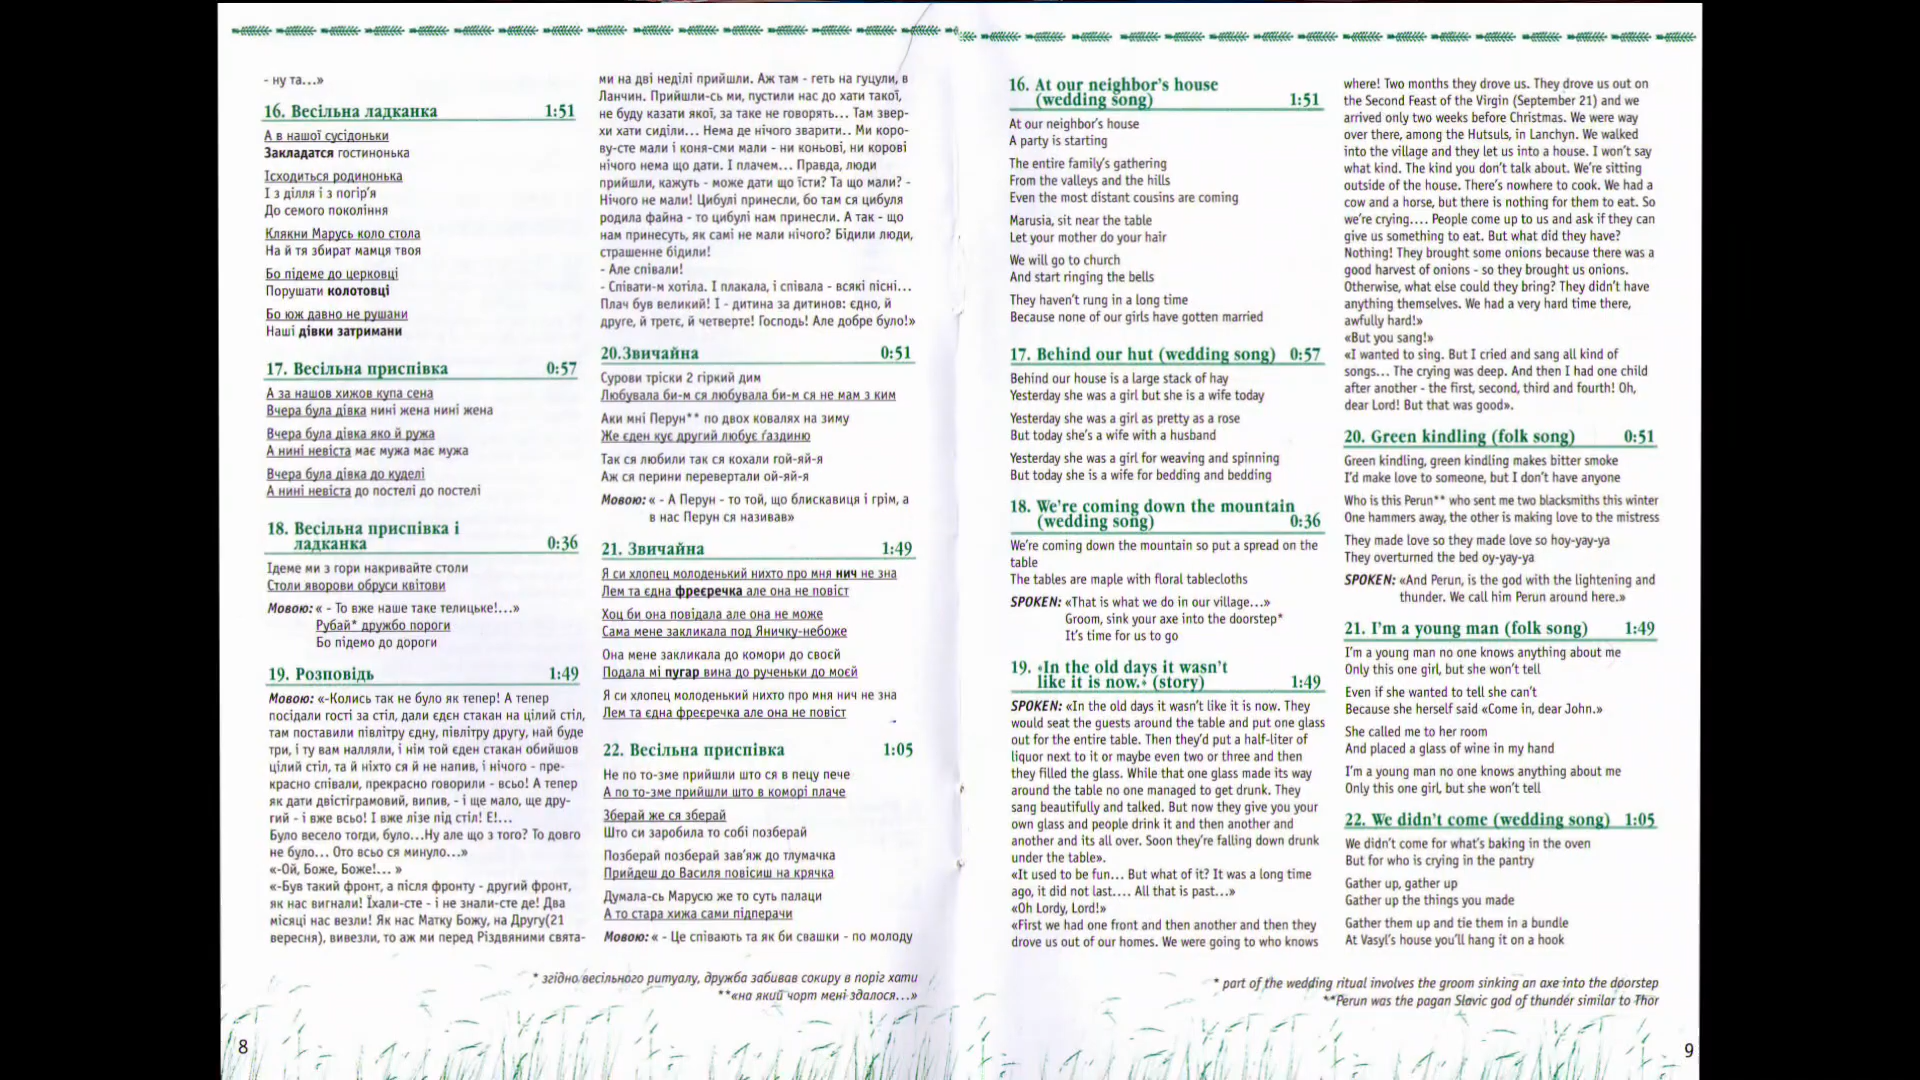 - ну та...»
16. Весільна ладканка 1:51
А в нашої сусідоньки
Закладатся гостинонька
Ісходиться родинонька
І з ділля і з погір'я
До семого покоління
Клякни Марусь коло стола
На й тя збират мамця твоя
Бо підеме до церковці
Порушати колотовці
Бо юж давно не рушани
Наші дівки затримани
17. Весільна приспівка 0:57
А за нашов хижов купа сена
Вчера була дівка нині жена нині жена
Вчера була дівка яко й ружа
А нині невіста має мужа має мужа
Вчера була дівка до куделі
А нині невіста до постелі до постелі
18. Весільна приспівка і
ладканка 0:36
Ідеме ми з гори накривайте столи
Столи яворови обруси квітови
Мовою: « - То вже наше таке телицьке!...»
Рубай* дружбо пороги
Бо підемо до дороги
19. Розповідь 1:49
Мовою: «-Колись так не було як тепер! А тепер
посідали гості за стіл, дали єдєн стакан на цілий стіл,
там поставили півлітру єдну, півлітру другу, най буде
три, і ту вам налляли, і нім той єден стакан обийшов
цілий стіл, та й ніхто ся й не напив, і нічого - пре-
красно співали, прекрасно говорили - всьо! А тепер
як дати двістіграмовий, випив, - і ще мало, ще дру-
гий - і вже всьо! І вже лізе під стіл! Е!...
Було весело тогди, було...Ну але що з того? То довго
не було... Ото всьо ся минуло...»
«-Ой, Боже, Боже!... »
«-Був такий фронт, а після фронту - другий фронт,
як нас вигнали! Їхали-сте - і не знали-сте де! Два
місяці нас везли! Як нас Матку Божу, на Другу(21
вересня), вивезли, то аж ми перед Різдвяними свята-
ми на дві неділі прийшли. Аж там - геть на гуцули, в
Ланчин. Прийшли-сь ми, пустили нас до хати такої,
не буду казати якої, за таке не говорять... Там звер-
хи хати сиділи... Нема де нічого зварити.. Ми коро-
ву-сте мали і коня-сми мали - ни коньові, ни корові
нічого нема що дати. І плачем... Правда, люди
прийшли, кажуть - може дати що їсти? Та що мали? -
Нічого не мали! Цибулі принесли, бо там ся цибуля
родила файна - то цибулі нам принесли. А так - що
нам принесуть, як самі не мали нічого? Бідили люди,
страшенне бідили!
- Але співали!
- Співати-м хотіла. І плакала, і співала - всякі пісні...
Плач був великий! І - дитина за дитинов: єдно, й
друге, й третє, й четверте! Господь! Але добре було!»
20.Звичайна 0:51
Сурови тріски 2 гіркий дим
Любувала би-м ся любувала би-м ся не мам з ким
Аки мні Перун** по двох ковалях на зиму
Же єден кує другий любує ґаздиню
Так ся любили так ся кохали гой-яй-я
Аж ся перини перевертали ой-яй-я
Мовою: « - А Перун - то той, що блискавиця і грім, а
в нас Перун ся називав»
21. Звичайна 1:49
Я си хлопец молоденький нихто про мня нич не зна
Лем та єдна фреєречка але она не повіст
Хоц би она повідала але она не може
Сама мене закликала под Яничку-небоже
Она мене закликала до комори до своєй
Подала мі пугар вина до рученьки до моєй
Я си хлопец молоденький нихто про мня нич не зна
Лем та єдна фреєречка але она не повіст
22. Весільна приспівка 1:05
Не по то-зме прийшли што ся в пецу пече
А по то-зме прийшли што в коморі плаче
Зберай же ся зберай
Што си заробила то собі позберай
Позберай позберай зав'яж до тлумачка
Прийдеш до Василя повісиш на крячка
Думала-сь Марусю же то суть палаци
А то стара хижа сами підперачи
Мовою: « - Це співають та як би свашки - по молоду
* згідно весільного ритуалу, дружба забивав сокиру в поріг хати
**«на який чорт мені здалося...»
8
16. At our neighbor's house
(wedding song) 1:51
At our neighbor's house
A party is starting
The entire family's gathering
From the valleys and the hills
Even the most distant cousins are coming
Marusia, sit near the table
Let your mother do your hair
We will go to church
And start ringing the bells
They haven't rung in a long time
Because none of our girls have gotten married
17. Behind our hut (wedding song) 0:57
Behind our house is a large stack of hay
Yesterday she was a girl but she is a wife today
Yesterday she was a girl as pretty as a rose
But today she's a wife with a husband
Yesterday she was a girl for weaving and spinning
But today she is a wife for bedding and bedding
18. We're coming down the mountain
(wedding song) 0:36
We're coming down the mountain so put a spread on the
table
The tables are maple with floral tablecloths
SPOKEN: «That is what we do in our village...»
Groom, sink your axe into the doorstep*
It's time for us to go
19. «In the old days it wasn't
like it is now.» (story) 1:49
SPOKEN: «In the old days it wasn't like it is now. They
would seat the guests around the table and put one glass
out for the entire table. Then they'd put a half-liter of
liquor next to it or maybe even two or three and then
they filled the glass. While that one glass made its way
around the table no one managed to get drunk. They
sang beautifully and talked. But now they give you your
own glass and people drink it and then another and
another and its all over. Soon they're falling down drunk
under the table».
«It used to be fun... But what of it? It was a long time
ago, it did not last.... All that is past...»
«Oh Lordy, Lord!»
«First we had one front and then another and then they
drove us out of our homes. We were going to who knows
where! Two months they drove us. They drove us out on
the Second Feast of the Virgin (September 21) and we
arrived only two weeks before Christmas. We were way
over there, among the Hutsuls, in Lanchyn. We walked
into the village and they let us into a house. I won't say
what kind. The kind you don't talk about. We're sitting
outside of the house. There's nowhere to cook. We had a
cow and a horse, but there is nothing for them to eat. So
we're crying.... People come up to us and ask if they can
give us something to eat. But what did they have?
Nothing! They brought some onions because there was a
good harvest of onions - so they brought us onions.
Otherwise, what else could they bring? They didn't have
anything themselves. We had a very hard time there,
awfully hard!»
«But you sang!»
«I wanted to sing. But I cried and sang all kind of
songs... The crying was deep. And then I had one child
after another - the first, second, third and fourth! Oh,
dear Lord! But that was good».
20. Green kindling (folk song) 0:51
Green kindling, green kindling makes bitter smoke
I'd make love to someone, but I don't have anyone
Who is this Perun** who sent me two blacksmiths this winter
One hammers away, the other is making love to the mistress
They made love so they made love so hoy-yay-ya
They overturned the bed oy-yay-ya
SPOKEN: «And Perun, is the god with the lightening and
thunder. We call him Perun around here.»
21. I'm a young man (folk song) 1:49
I'm a young man no one knows anything about me
Only this one girl, but she won't tell
Even if she wanted to tell she can't
Because she herself said «Come in, dear John.»
She called me to her room
And placed a glass of wine in my hand
I'm a young man no one knows anything about me
Only this one girl, but she won't tell
22. We didn't come (wedding song) 1:05
We didn't come for what's baking in the oven
But for who is crying in the pantry
Gather up, gather up
Gather up the things you made
Gather them up and tie them in a bundle
At Vasyl's house you'll hang it on a hook
* part of the wedding ritual involves the groom sinking an axe into the doorstep
**Perun was the pagan Slavic god of thunder similar to Thor
9